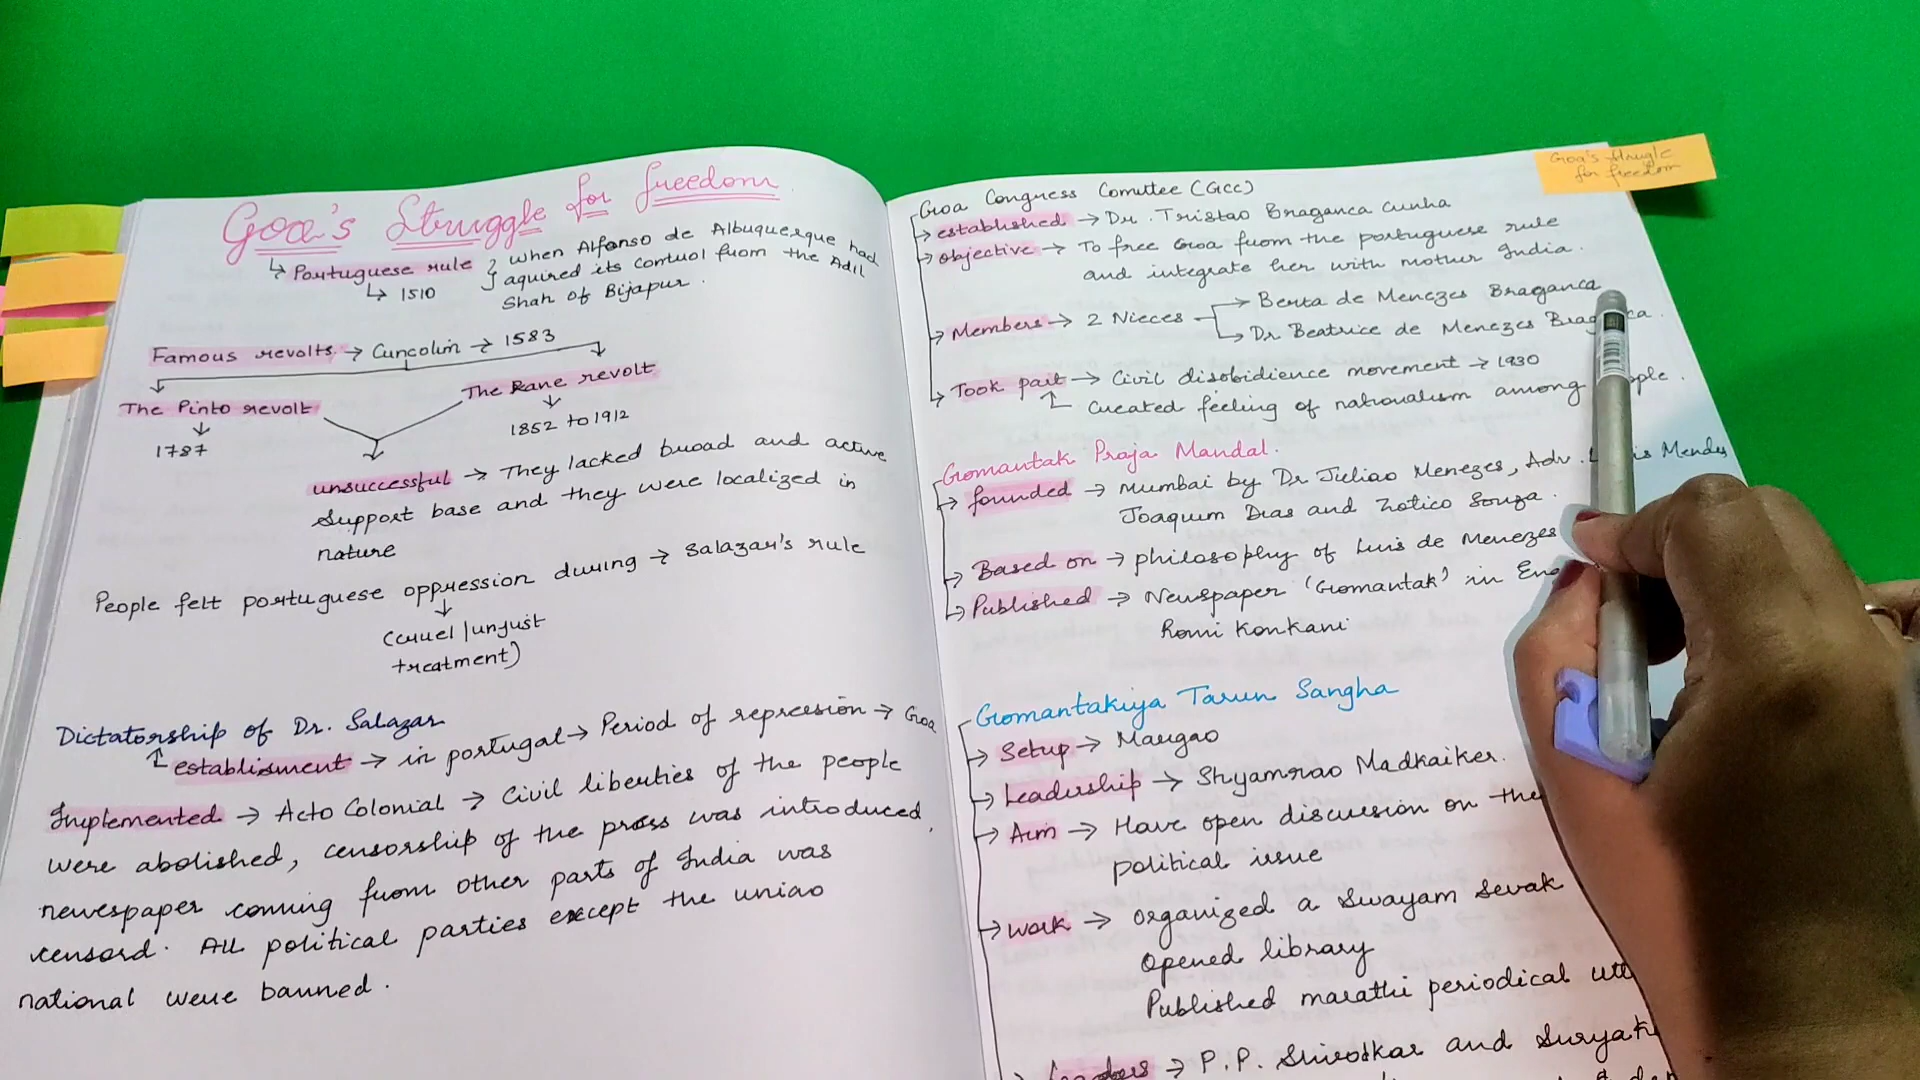 Goa's Struggle for freedom
↳ Portuguese rule } when Alfonso de Albuquerque had
aquired its control from the Adil
↳ 1510
Shah of Bijapur.
Famous revolts → Cuncolim → 1583
The Pinto revolt
↓
1787
The Rane revolt
↓
1852 to 1912
unsuccessful → They lacked broad and active
support base and they were localized in
nature
People felt portuguese oppression during → Salazar's rule
↓
(cruel/unjust
treatment)
Dictatorship of Dr. Salazar
establisment → in portugal → Period of repression → Goa
Implemented → Acto Colonial → Civil liberties of the people
were abolished, censorship of the press was introduced,
newspaper coming from other parts of India was
censord. All political parties except the uniao
national were banned.
Goa's strugle
for freedom
Goa Congress Comittee (GCC)
→ established → Dr. Tristao Braganca Cunha
→ objective → To free Goa from the portuguese rule
and integrate her with mother India.
→ Members → 2 Nieces → Berta de Menezes Braganca
→ Dr Beatrice de Menezes
→ Took part → Civil disobidience movement → 1930
Created feeling of nationalism among
Gomantak Praja Mandal.
→ founded → Mumbai by Dr Juliao Menezes, Adv. Mendes
Joaquim Dias and Zotico Souza.
→ Based on → philosophy of Luis de Menezes
→ Published → Newspaper 'Gomantak' in
Romi Konkani
Gomantakiya Tarun Sangha
→ Setup → Margao
→ Leadership → Shyamrao Madkaiker.
→ Aim → Have open discussion on the
political issue
→ Work → organized a Swayam Sevak
Opened library
Published marathi periodical
→ Leaders → P.P. Shirodkar and